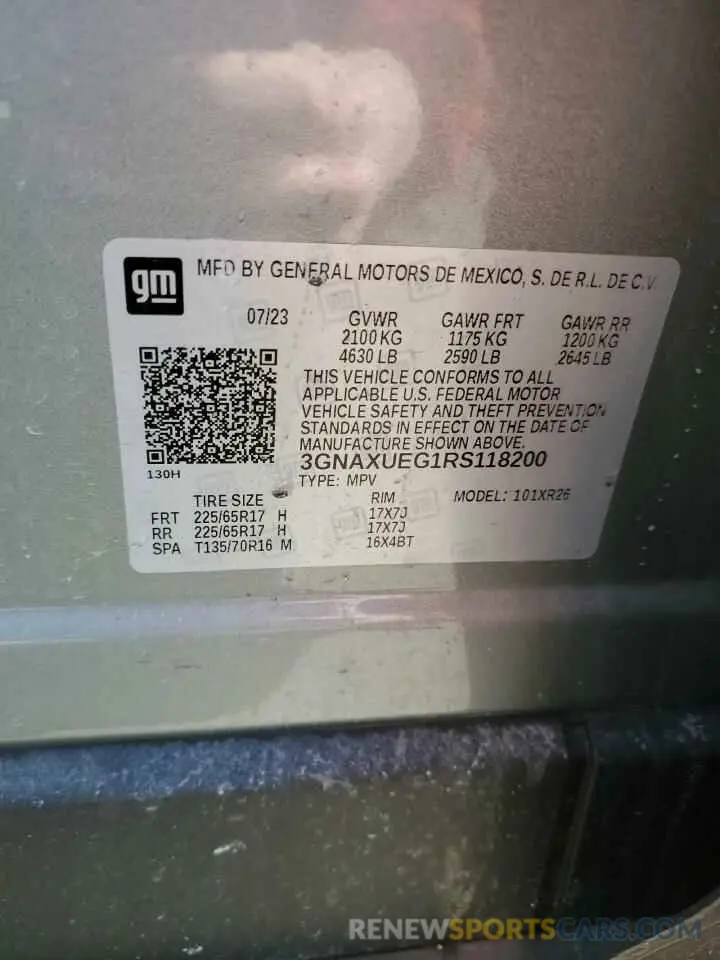 gm MFD BY GENERAL MOTORS DE MEXICO, S. DE R.L. DE C.V.
07/23 GVWR GAWR FRT GAWR RR
2100 KG 1175 KG 1200 KG
4630 LB 2590 LB 2645 LB
THIS VEHICLE CONFORMS TO ALL
APPLICABLE U.S. FEDERAL MOTOR
VEHICLE SAFETY AND THEFT PREVENTION
STANDARDS IN EFFECT ON THE DATE OF
MANUFACTURE SHOWN ABOVE.
3GNAXUEG1RS118200
130H TYPE: MPV
TIRE SIZE RIM MODEL: 101XR26
FRT 225/65R17 H 17X7J
RR 225/65R17 H 17X7J
SPA T135/70R16 M 16X4BT
RENEWSPORTSCARS.COM